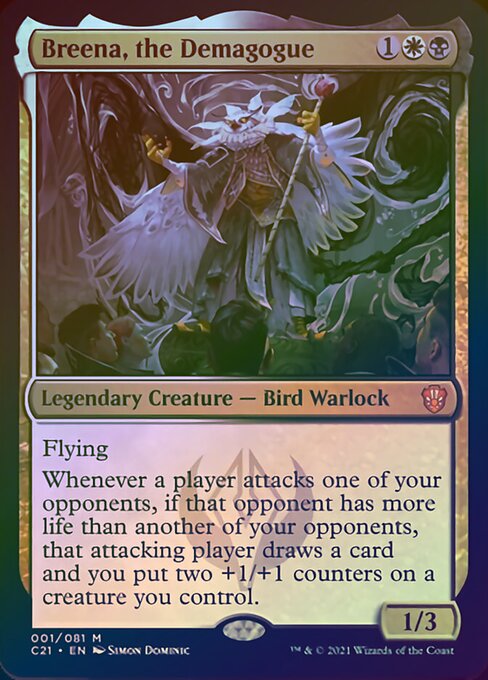 Breena, the Demagogue 1
Legendary Creature — Bird Warlock
Flying
Whenever a player attacks one of your
opponents, if that opponent has more
life than another of your opponents,
that attacking player draws a card
and you put two +1/+1 counters on a
creature you control.
1/3
001/081 M
C21 • EN Simon Dominic
™ & © 2021 Wizards of the Coast